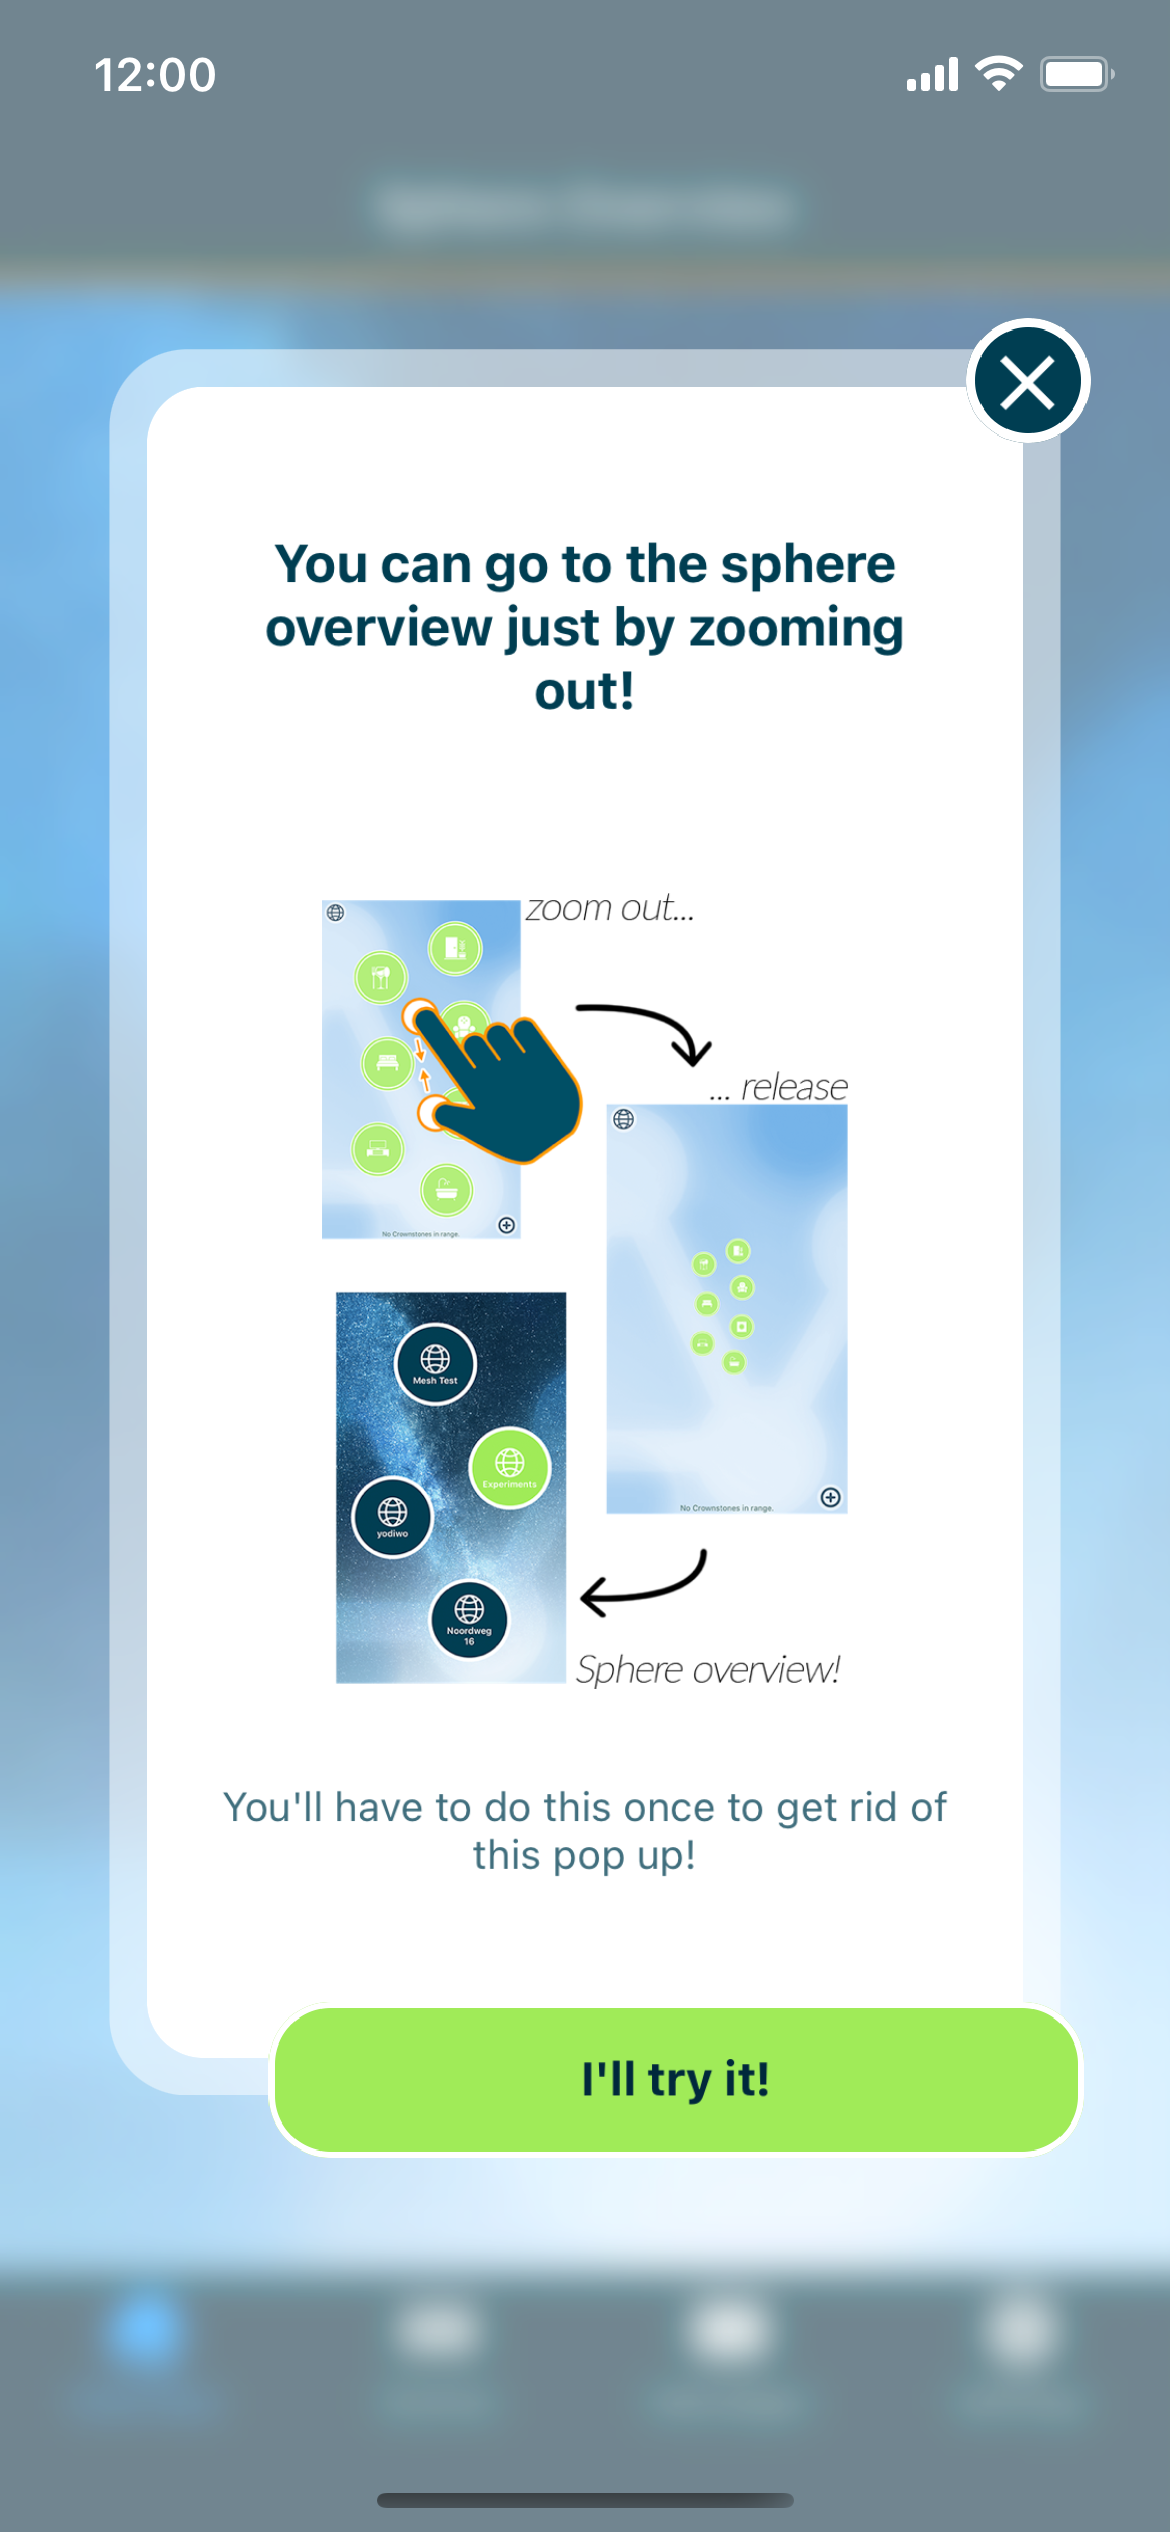 12:00
You can go to the sphere
overview just by zooming
out!
zoom out...
No Crownstones in range.
... release
No Crownstones in range.
Mesh Test
Experiments
yodiwo
Noordweg
16
Sphere overview!
You'll have to do this once to get rid of
this pop up!
I'll try it!